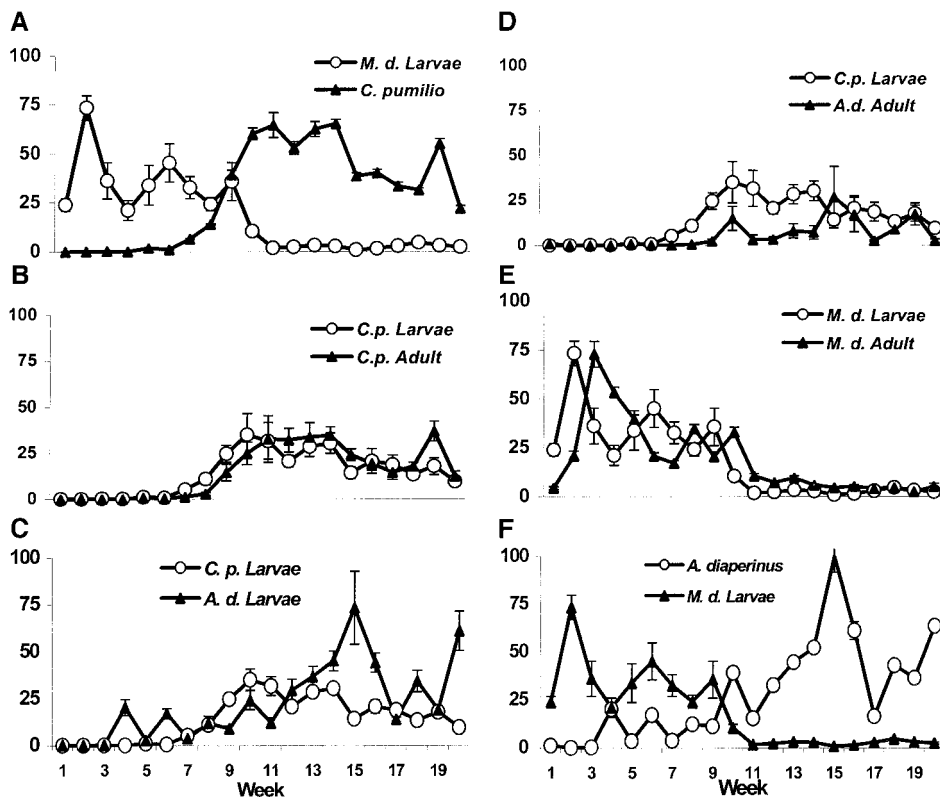 A
100
75
50
25
0
M. d. Larvae
C. pumilio
B
100
75
50
25
0
C.p. Larvae
C.p. Adult
C
100
75
50
25
0
C. p. Larvae
A. d. Larvae
1 3 5 7 9 11 13 15 17 19
Week
D
100
75
50
25
0
C.p. Larvae
A.d. Adult
E
100
75
50
25
0
M. d. Larvae
M. d. Adult
F
100
75
50
25
0
A. diaperinus
M. d. Larvae
1 3 5 7 9 11 13 15 17 19
Week